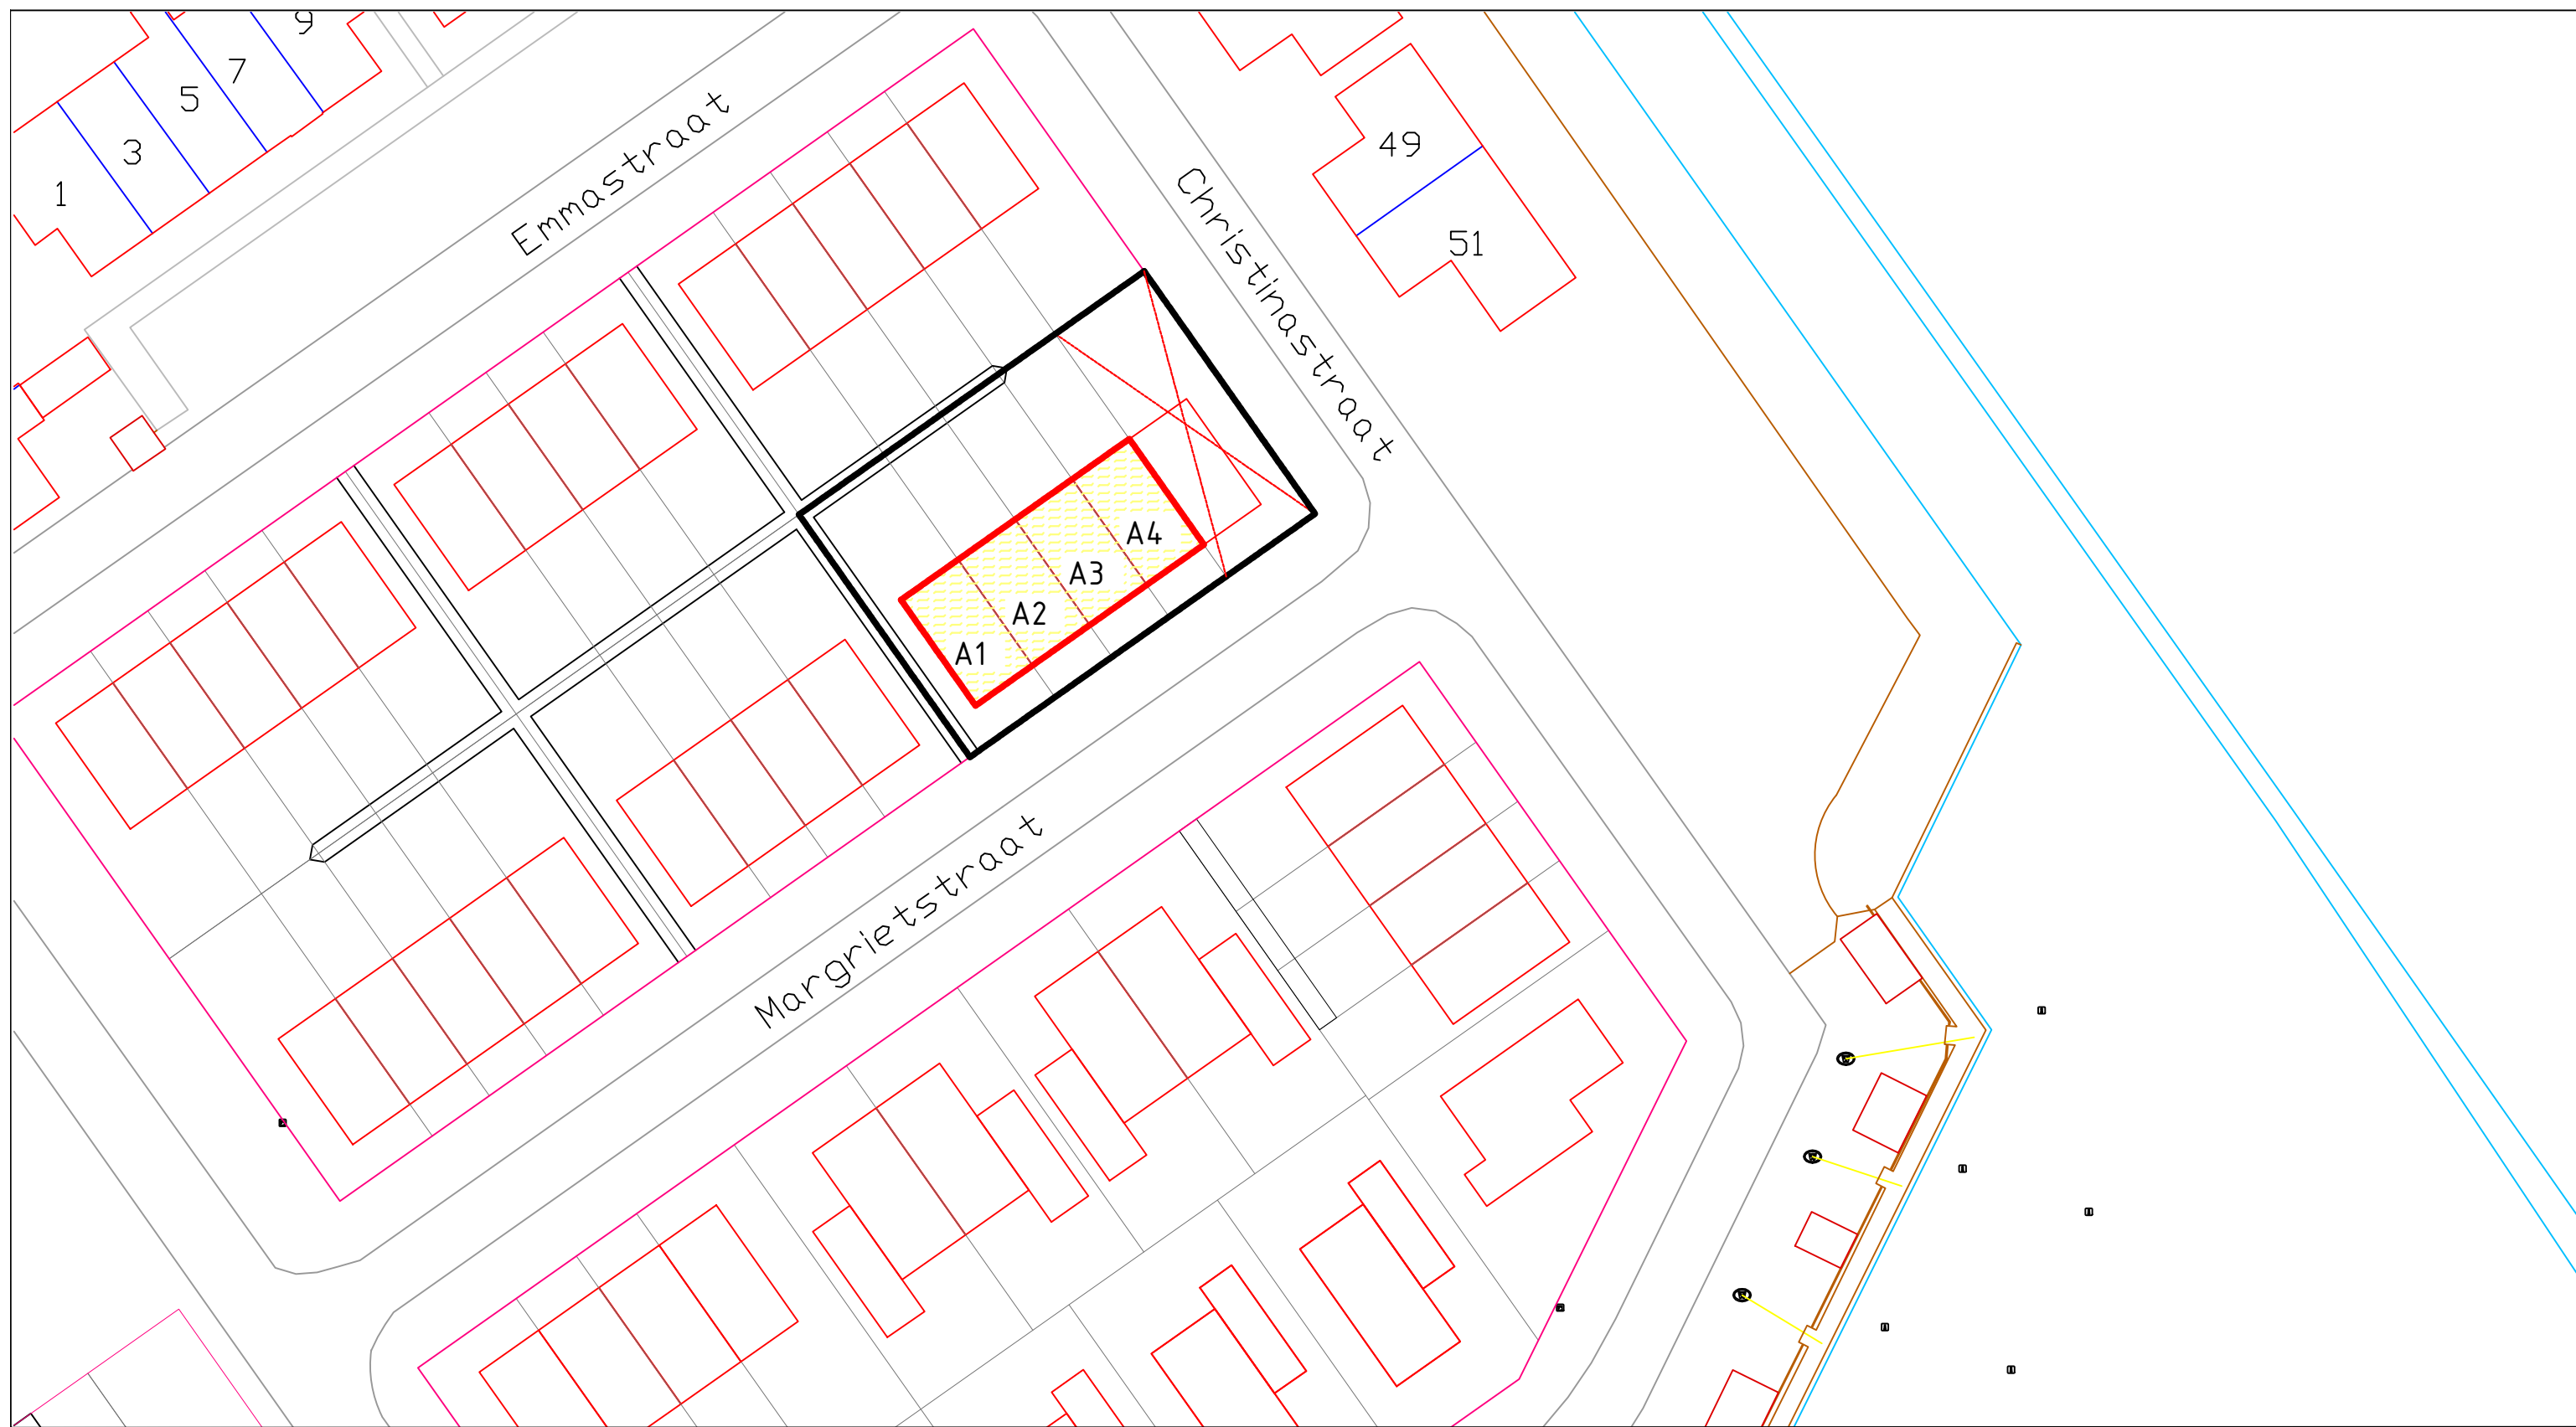 9
7
5
3
1
Emmastraat
Christinastraat
49
51
A4
A3
A2
A1
Margrietstraat